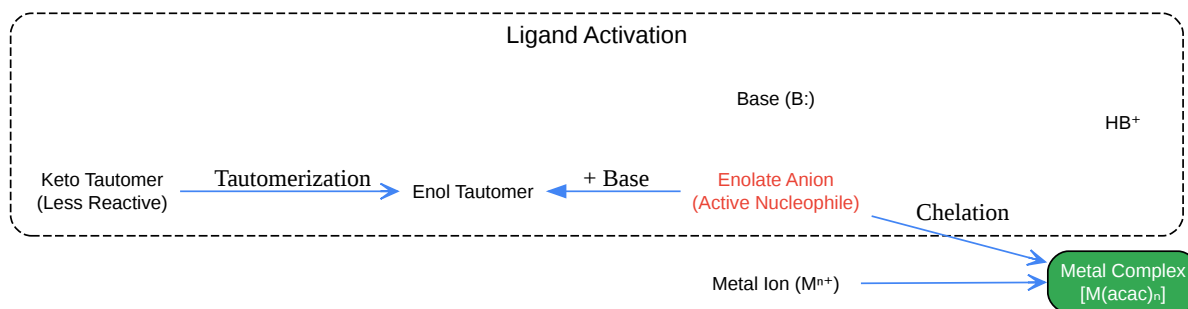 Ligand Activation
Base (B:)
HB⁺
Keto Tautomer
(Less Reactive)
Tautomerization
Enol Tautomer
+ Base
Enolate Anion
(Active Nucleophile)
Chelation
Metal Ion (Mⁿ⁺)
Metal Complex
[M(acac)ₙ]